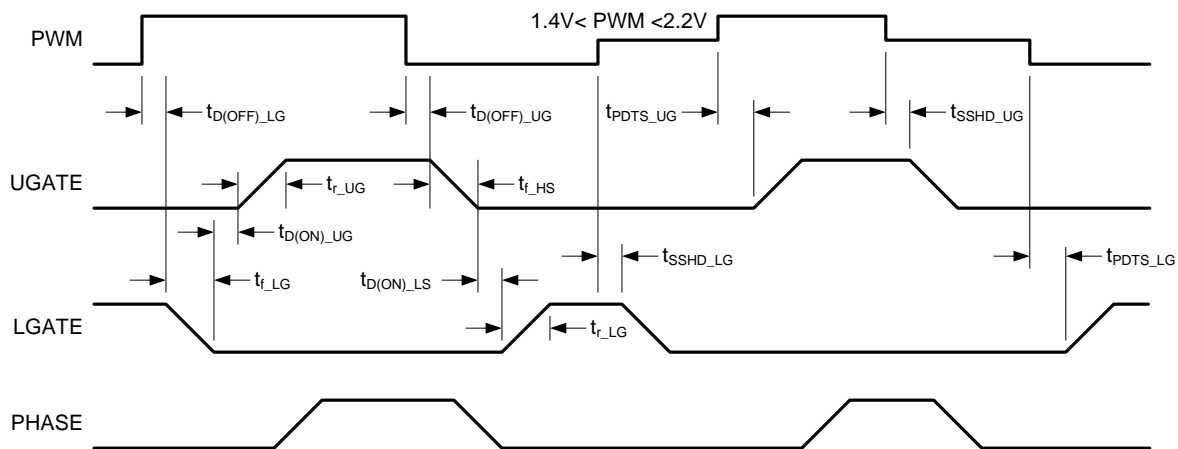 1.4V< PWM <2.2V
PWM
tD(OFF)_LG
tD(OFF)_UG
tPDTS_UG
tSSHD_UG
UGATE
tr_UG
tf_HS
tD(ON)_UG
tSSHD_LG
tPDTS_LG
tf_LG
tD(ON)_LS
LGATE
tr_LG
PHASE